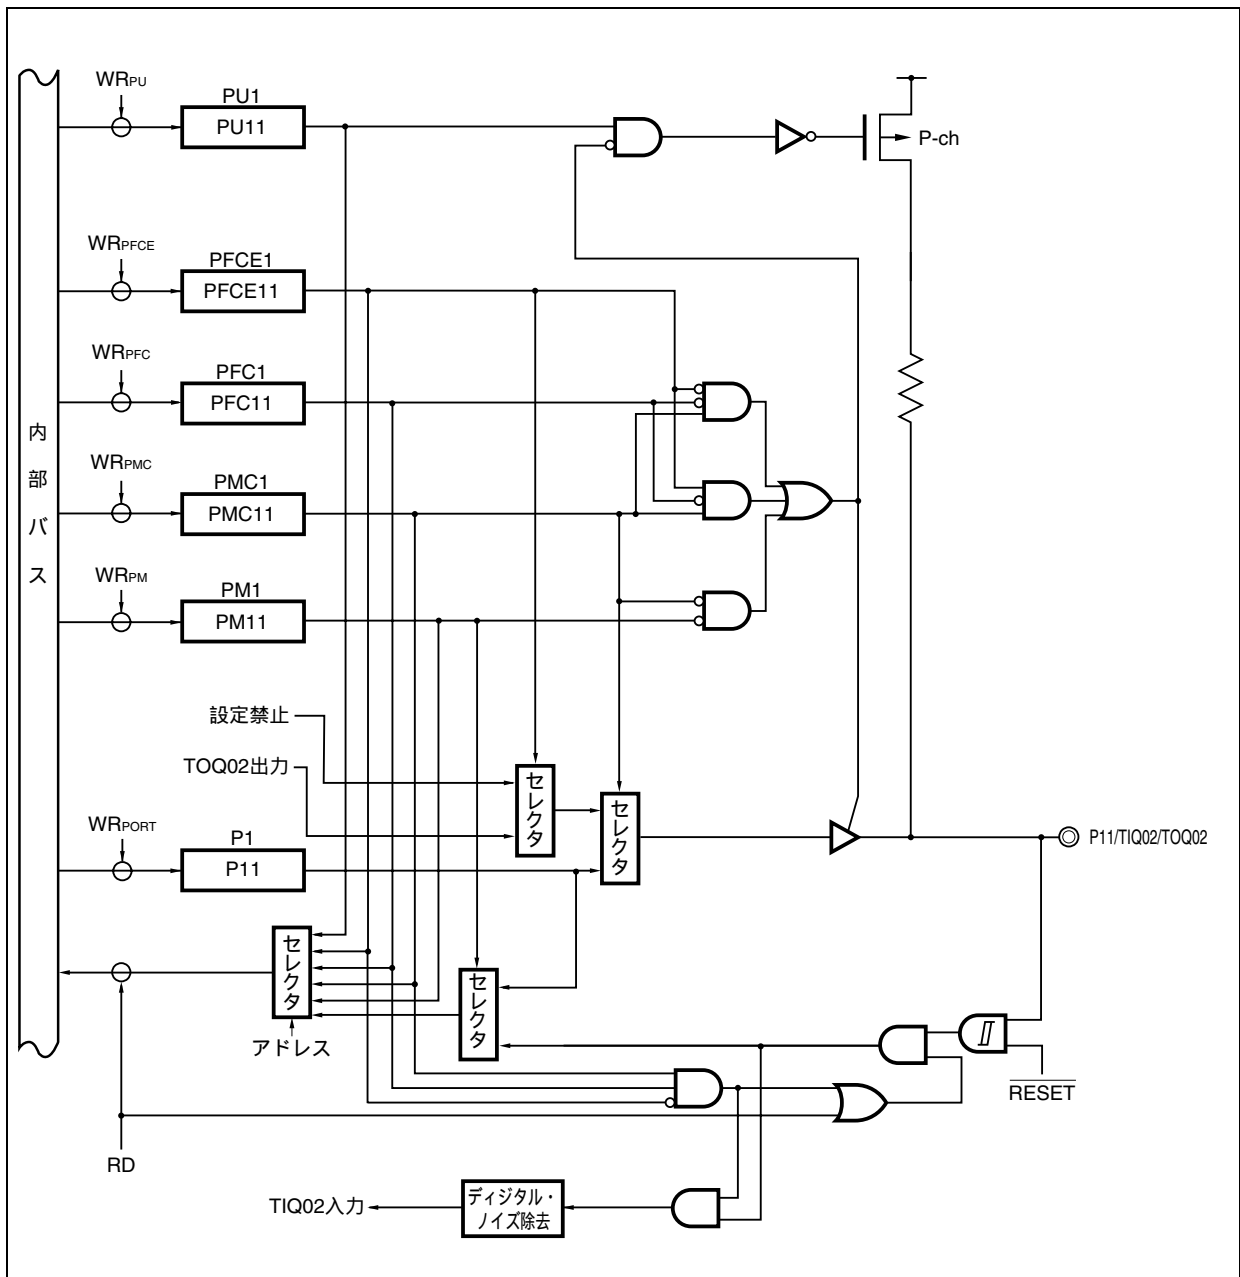 WRPU
PU1
PU11
P-ch
WRPFCE
PFCE1
PFCE11
WRPFC
PFC1
PFC11
内部バス
WRPMC
PMC1
PMC11
WRPM
PM1
PM11
設定禁止
TOQ02出力
セレクタ
セレクタ
WRPORT
P1
P11
P11/TIQ02/TOQ02
セレクタ
セレクタ
アドレス
RESET
RD
TIQ02入力
ディジタル・
ノイズ除去